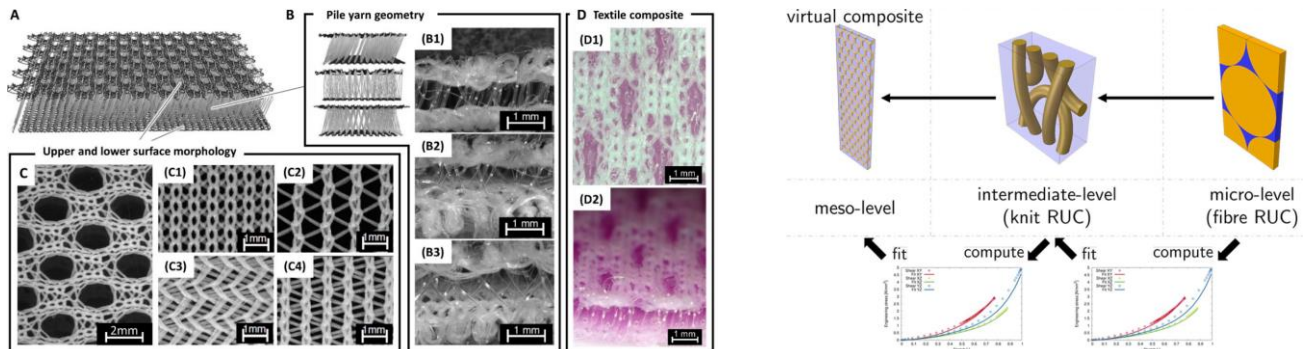 A
B
Pile yarn geometry
(B1)
1 mm
(B2)
1 mm
(B3)
1 mm
Upper and lower surface morphology
C
2mm
(C1)
1mm
(C2)
1mm
(C3)
1mm
(C4)
1mm
D
Textile composite
(D1)
1 mm
(D2)
1 mm
virtual composite
meso-level
intermediate-level
(knit RUC)
micro-level
(fibre RUC)
fit
compute
fit
compute